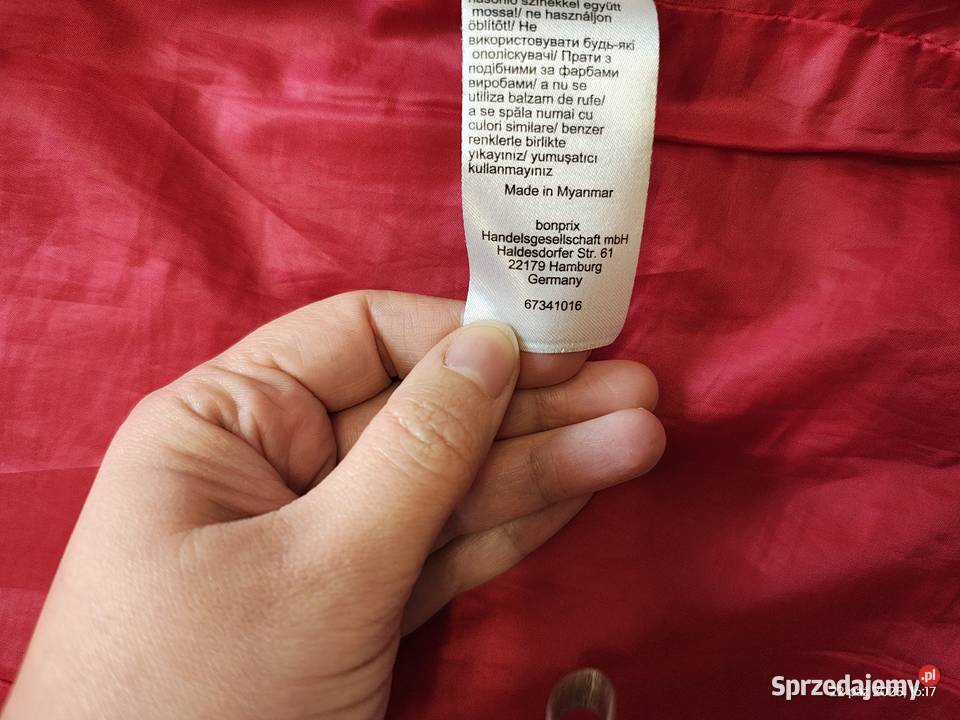 hasonló színekkel együtt
mossa!/ ne használjon
öblítőt!/ Не
використовувати будь-які
ополіскувачі/ Прати з
подібними за фарбами
виробами/ a nu se
utiliza balzam de rufe/
a se spăla numai cu
culori similare/ benzer
renklerle birlikte
yıkayınız/ yumuşatıcı
kullanmayınız
Made in Myanmar
bonprix
Handelsgesellschaft mbH
Haldesdorfer Str. 61
22179 Hamburg
Germany
67341016
Sprzedajemy.pl